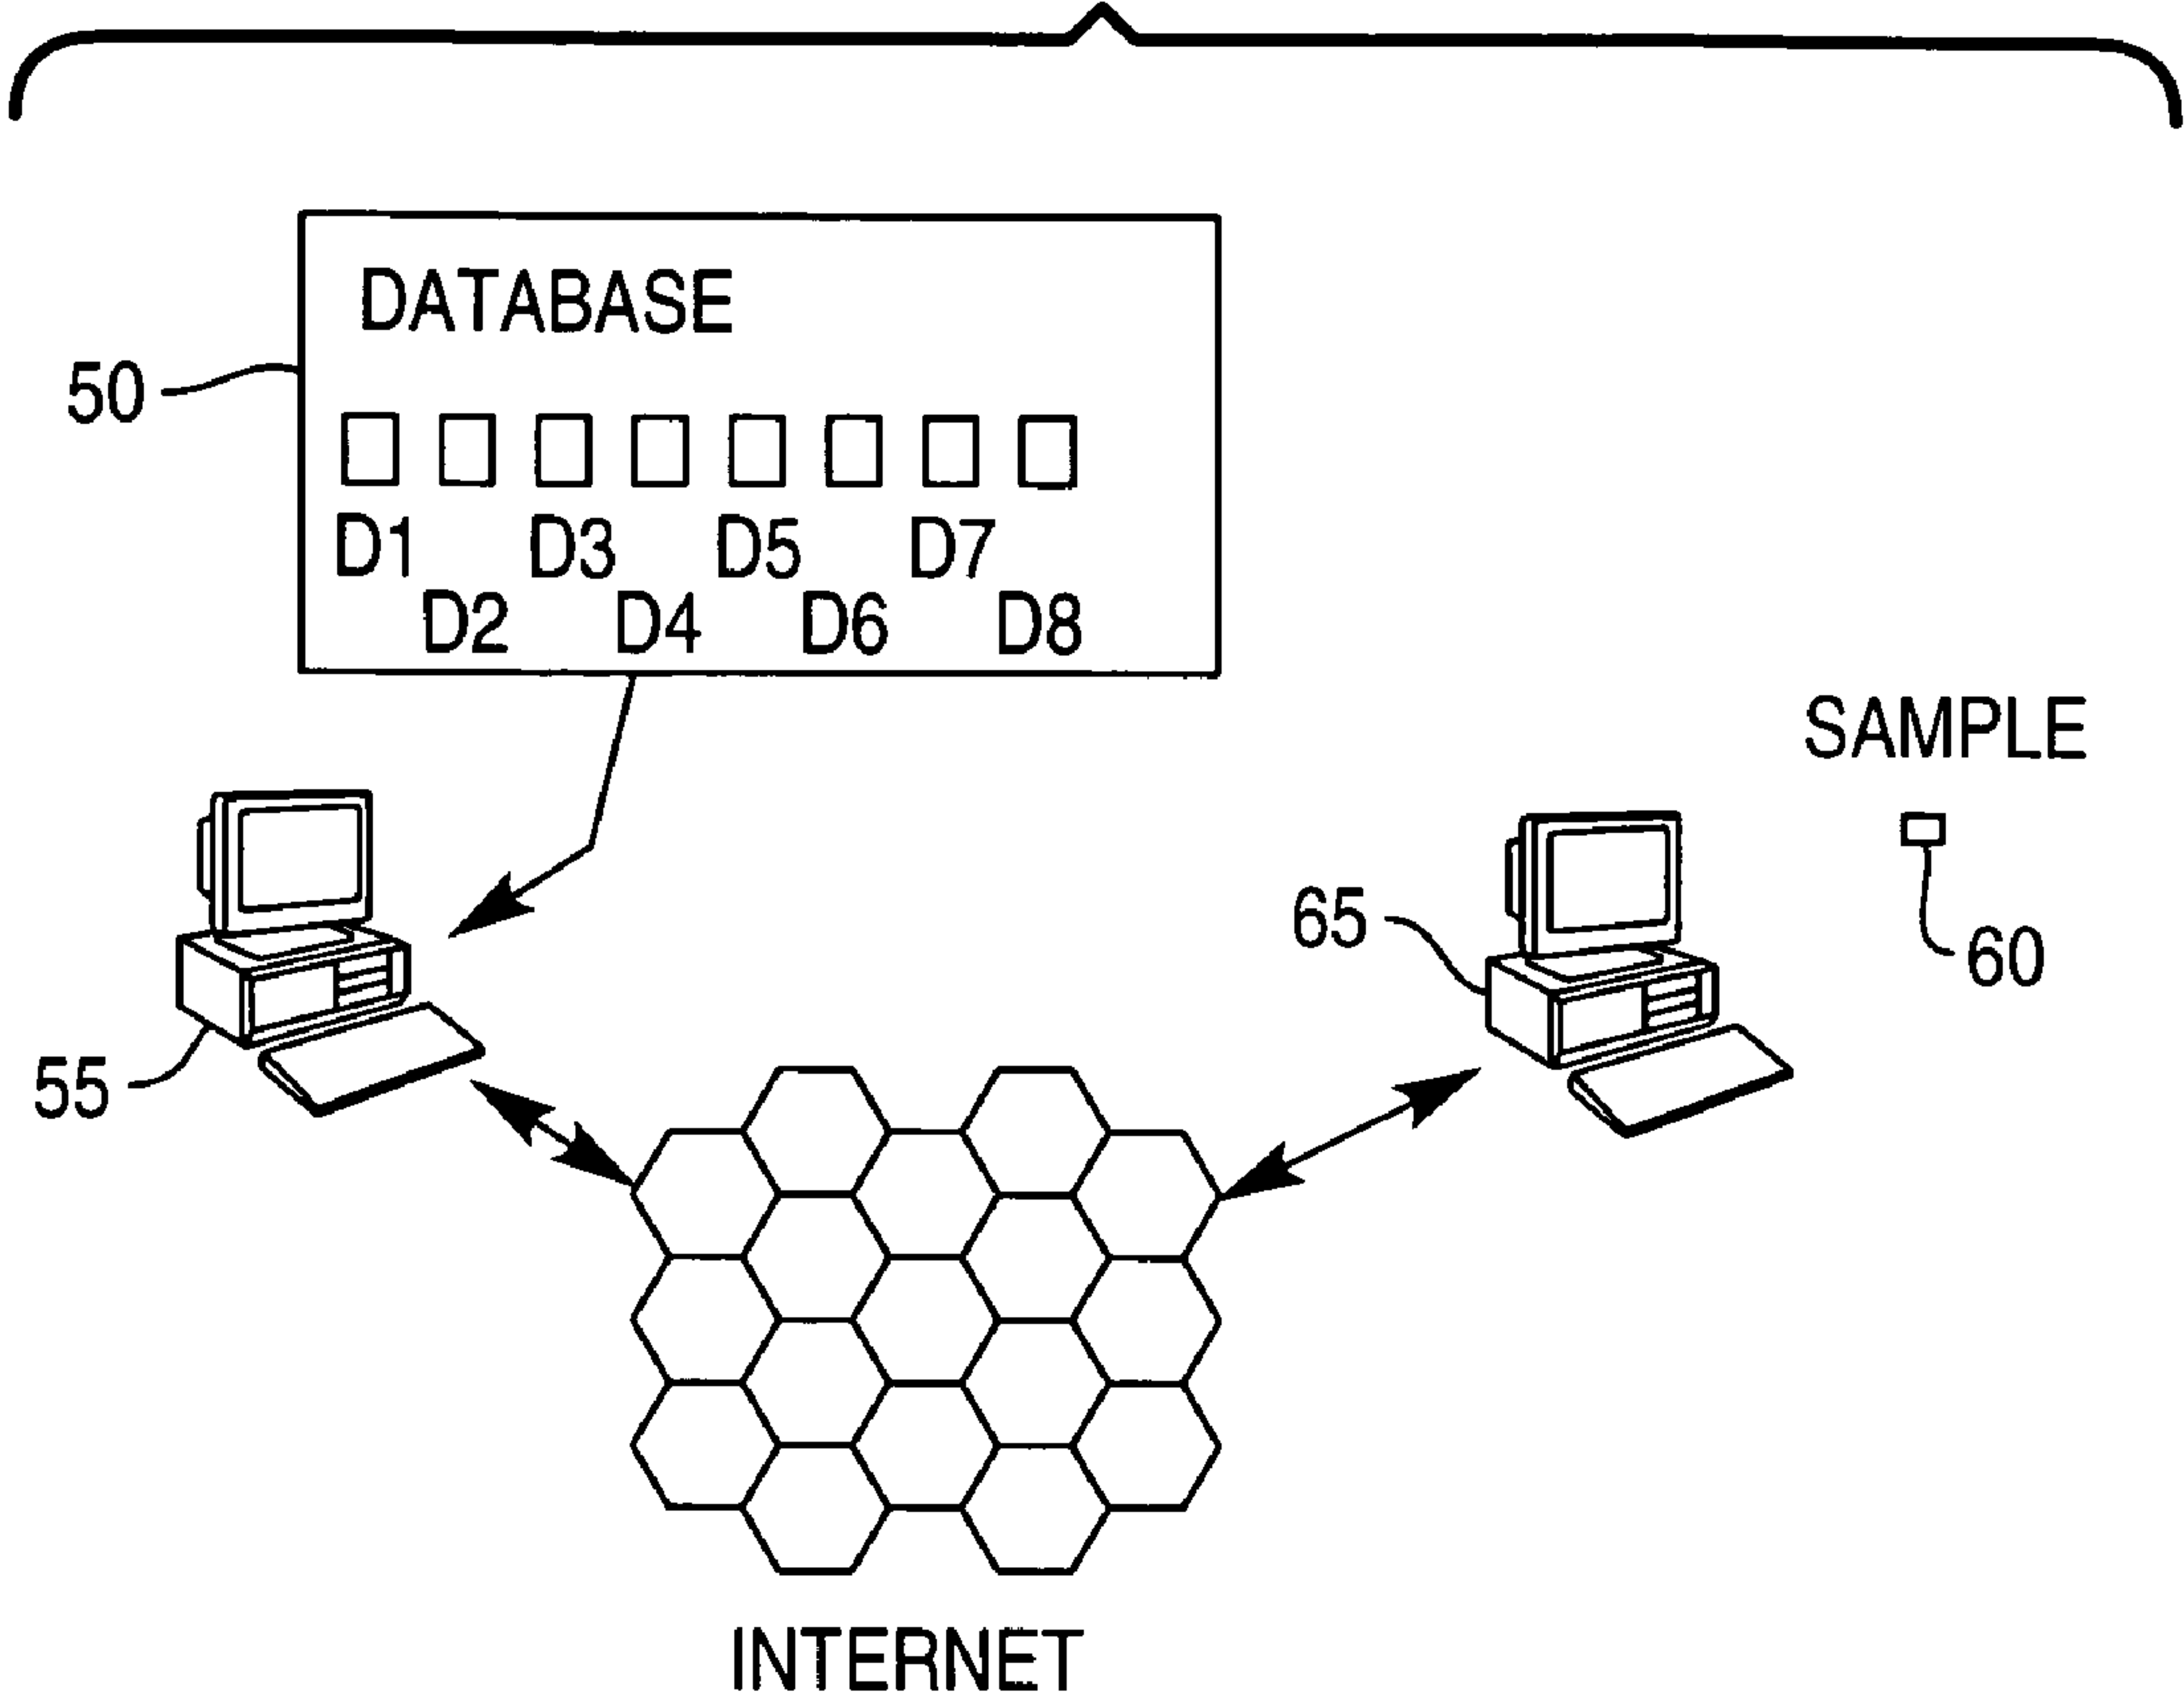 DATABASE
50
D1 D3 D5 D7
D2 D4 D6 D8
SAMPLE
65
60
55
INTERNET